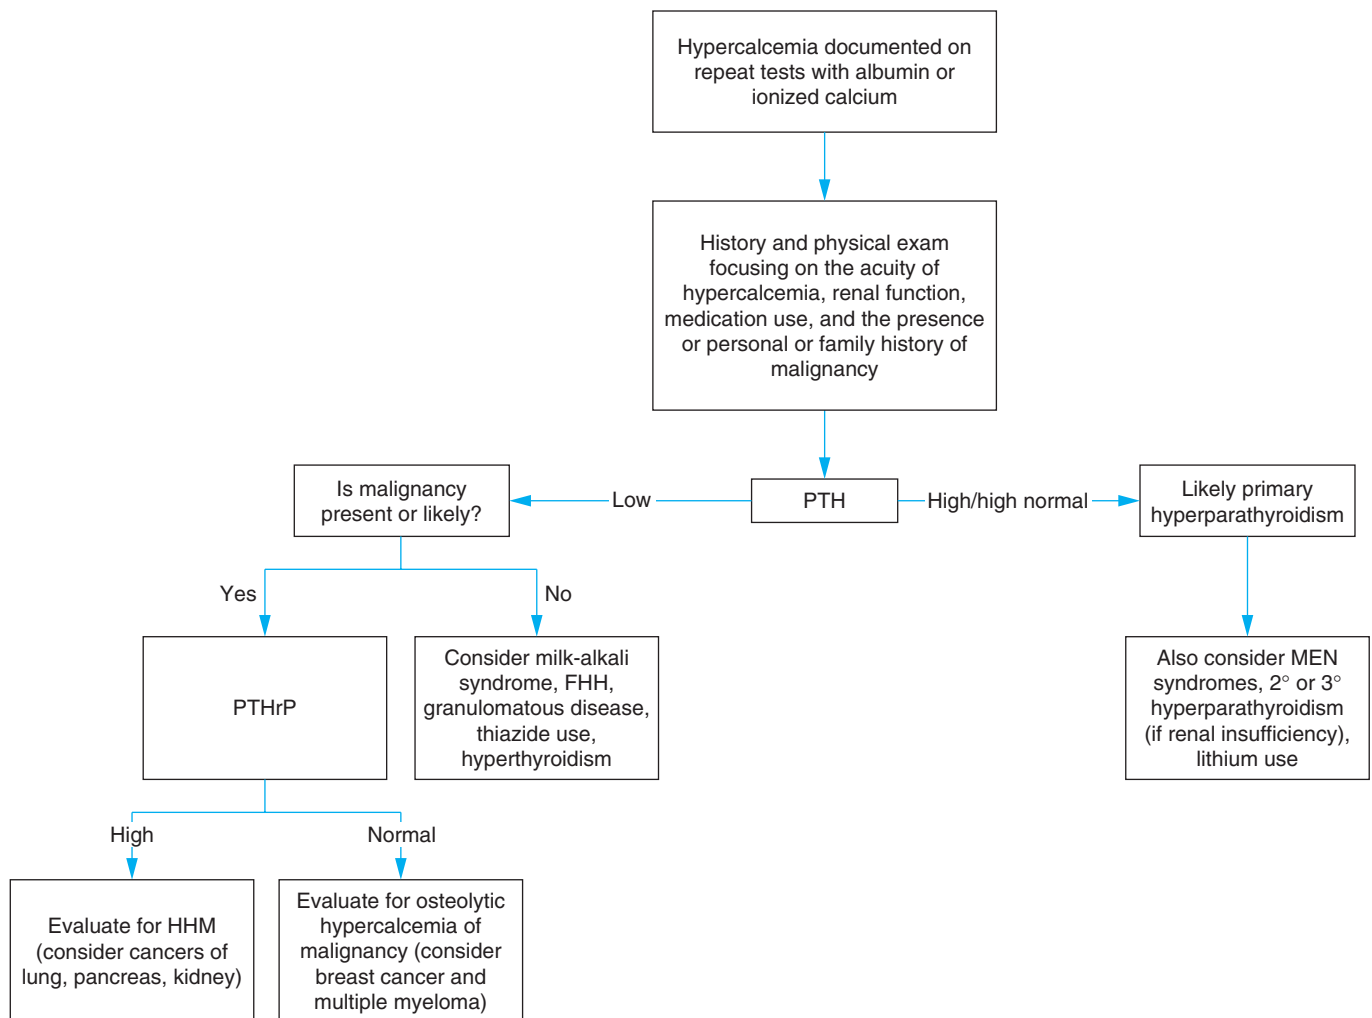 Hypercalcemia documented on
repeat tests with albumin or
ionized calcium
History and physical exam
focusing on the acuity of
hypercalcemia, renal function,
medication use, and the presence
or personal or family history of
malignancy
Is malignancy
present or likely?
Low
PTH
High/high normal
Likely primary
hyperparathyroidism
Yes
No
PTHrP
Consider milk-alkali
syndrome, FHH,
granulomatous disease,
thiazide use,
hyperthyroidism
Also consider MEN
syndromes, 2° or 3°
hyperparathyroidism
(if renal insufficiency),
lithium use
High
Normal
Evaluate for HHM
(consider cancers of
lung, pancreas, kidney)
Evaluate for osteolytic
hypercalcemia of
malignancy (consider
breast cancer and
multiple myeloma)